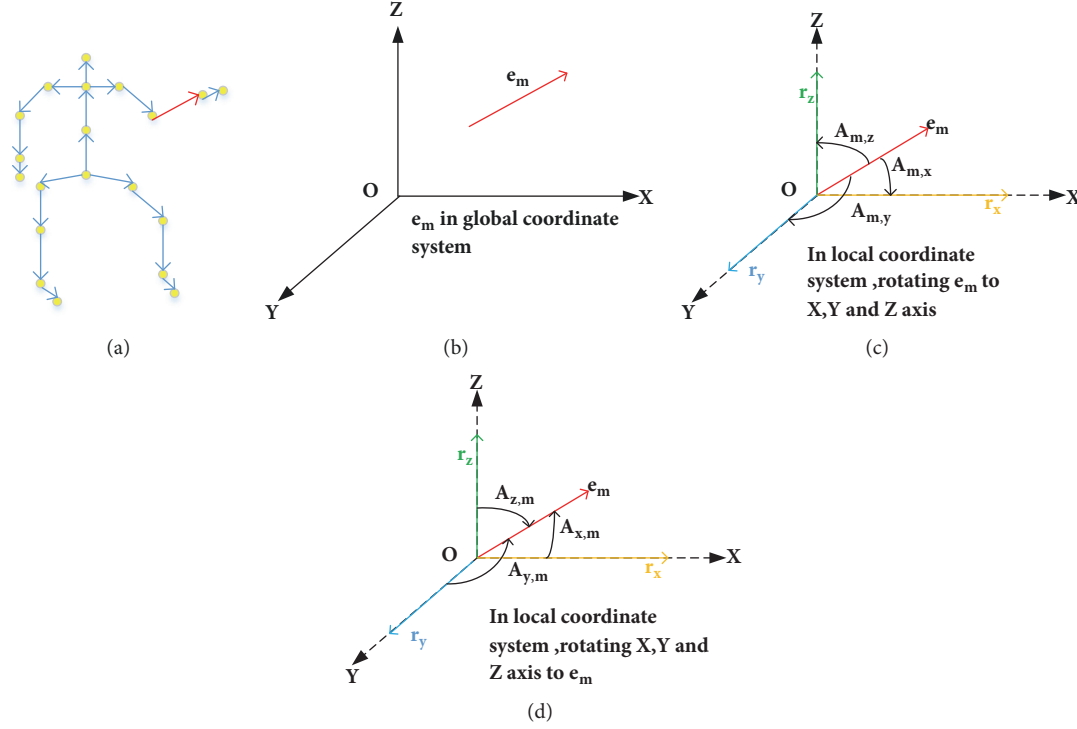 (a)
Z
e_m
O
X
e_m in global coordinate
system
Y
(b)
Z
r_z
e_m
A_m,z
A_m,x
O
X
r_x
A_m,y
r_y
In local coordinate
system ,rotating e_m to
X,Y and Z axis
Y
(c)
Z
r_z
e_m
A_z,m
A_x,m
O
X
r_x
A_y,m
r_y
In local coordinate
system ,rotating X,Y and
Z axis to e_m
Y
(d)